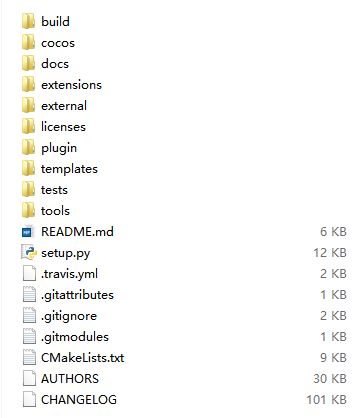 build
cocos
docs
extensions
external
licenses
plugin
templates
tests
tools
README.md 6 KB
setup.py 12 KB
.travis.yml 2 KB
.gitattributes 1 KB
.gitignore 2 KB
.gitmodules 1 KB
CMakeLists.txt 9 KB
AUTHORS 30 KB
CHANGELOG 101 KB